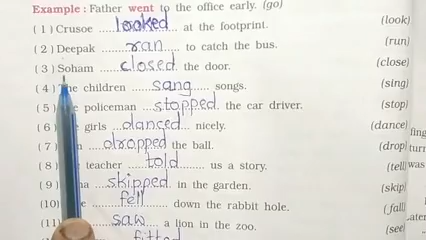 Example : Father went to the office early. (go)
(1) Crusoe looked at the footprint. (look)
(2) Deepak ran to catch the bus. (run)
(3) Soham closed the door. (close)
(4) The children sang songs. (sing)
(5) policeman stopped the car driver. (stop)
(6) girls danced nicely. (dance)
(7) dropped the ball. (drop)
(8) teacher told us a story. (tell)
(9) skipped in the garden. (skip)
(10) fell down the rabbit hole. (fall)
(11) saw a lion in the zoo. (see)
fitted
turn
was